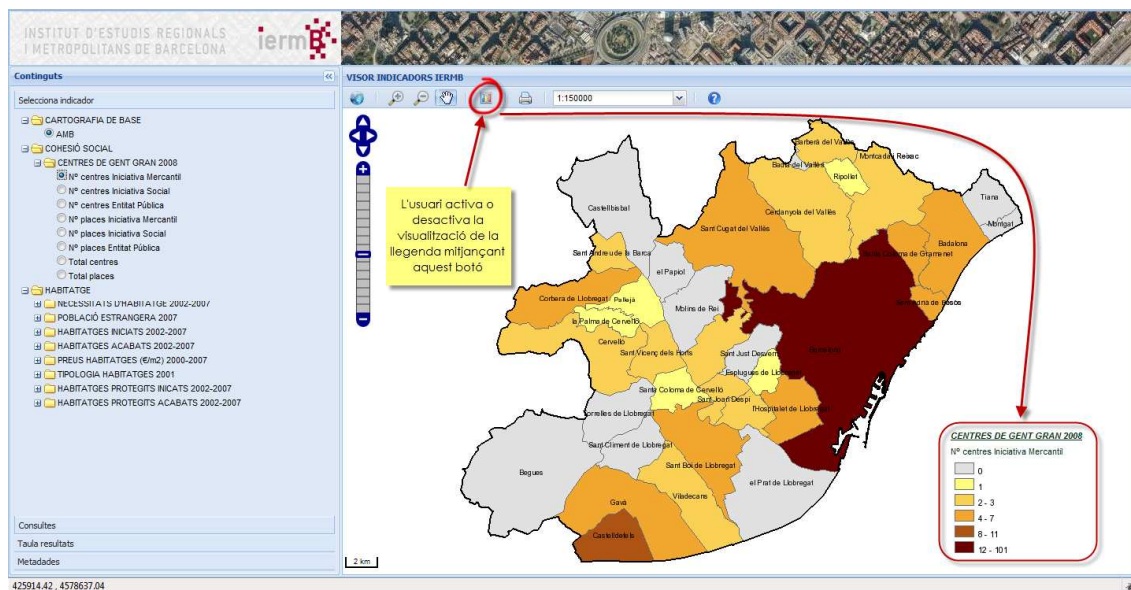 INSTITUT D'ESTUDIS REGIONALS
I METROPOLITANS DE BARCELONA
iermB
Continguts
Selecciona indicador
CARTOGRAFIA DE BASE
AMB
COHESIÓ SOCIAL
CENTRES DE GENT GRAN 2008
Nº centres Iniciativa Mercantil
Nº centres Iniciativa Social
Nº centres Entitat Pública
Nº places Iniciativa Mercantil
Nº places Iniciativa Social
Nº places Entitat Pública
Total centres
Total places
HABITATGE
NECESSITATS D'HABITATGE 2002-2007
POBLACIÓ ESTRANGERA 2007
HABITATGES INICIATS 2002-2007
HABITATGES ACABATS 2002-2007
PREUS HABITATGES (€/m2) 2000-2007
TIPOLOGIA HABITATGES 2001
HABITATGES PROTEGITS INICATS 2002-2007
HABITATGES PROTEGITS ACABATS 2002-2007
Consultes
Taula resultats
Metadades
425914.42 , 4578637.04
VISOR INDICADORS IERMB
1:150000
L'usuari activa o
desactiva la
visualització de la
llegenda mitjançant
aquest botó
Barberà del Vallès
Badia del Vallès
Montcada i Reixac
Ripollet
Castellbisbal
Cerdanyola del Vallès
Tiana
Montgat
Sant Cugat del Vallès
Sant Andreu de la Barca
Badalona
Santa Coloma de Gramenet
el Papiol
Corbera de Llobregat
Pallejà
Sant Adrià de Besòs
Molins de Rei
la Palma de Cervelló
Cervelló
Sant Vicenç dels Horts
Sant Just Desvern
Barcelona
Esplugues de Llobregat
Santa Coloma de Cervelló
Sant Joan Despí
l'Hospitalet de Llobregat
Torrelles de Llobregat
Sant Climent de Llobregat
Begues
Sant Boi de Llobregat
el Prat de Llobregat
Viladecans
Gavà
Castelldefels
2 km
CENTRES DE GENT GRAN 2008
Nº centres Iniciativa Mercantil
0
1
2 - 3
4 - 7
8 - 11
12 - 101